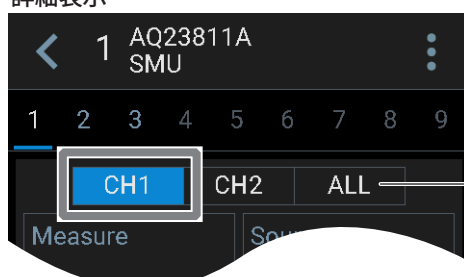 詳細表示
1 AQ23811A
SMU
1 2 3 4 5 6 7 8 9
CH1 CH2 ALL
Measure